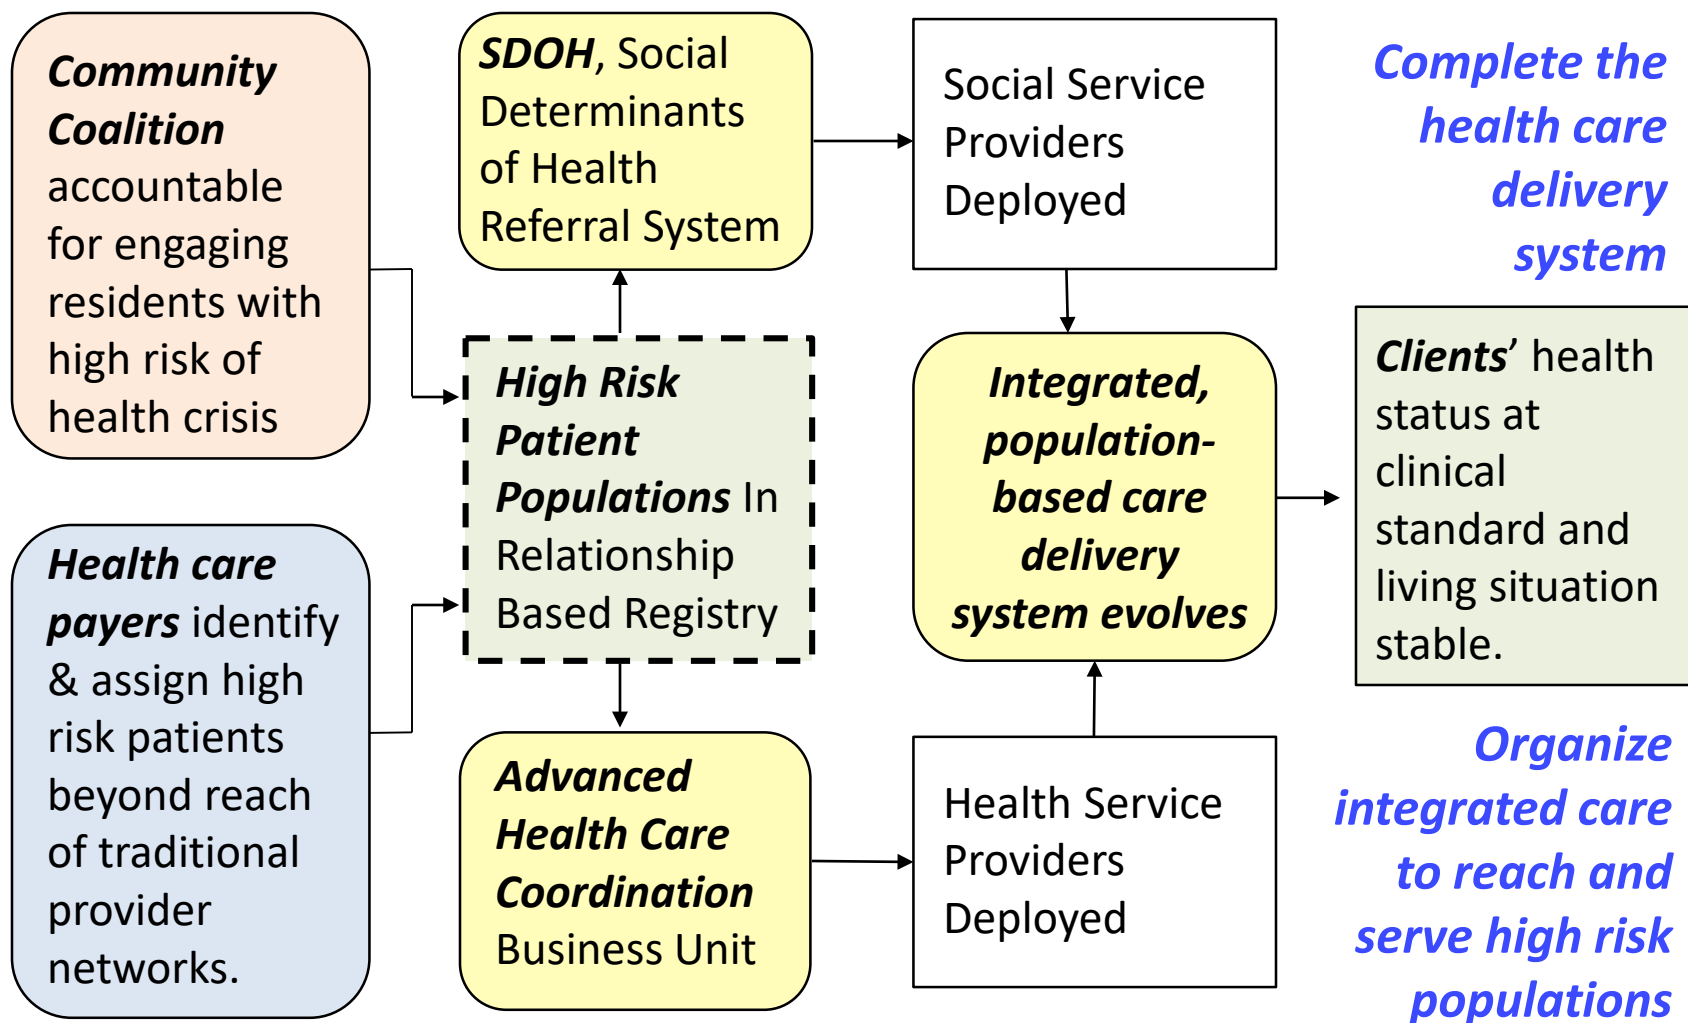 Community
Coalition
accountable
for engaging
residents with
high risk of
health crisis
Health care
payers identify
& assign high
risk patients
beyond reach
of traditional
provider
networks.
SDOH, Social
Determinants
of Health
Referral System
High Risk
Patient
Populations In
Relationship
Based Registry
Advanced
Health Care
Coordination
Business Unit
Social Service
Providers
Deployed
Integrated,
population-
based care
delivery
system evolves
Health Service
Providers
Deployed
Complete the
health care
delivery
system
Clients’ health
status at
clinical
standard and
living situation
stable.
Organize
integrated care
to reach and
serve high risk
populations